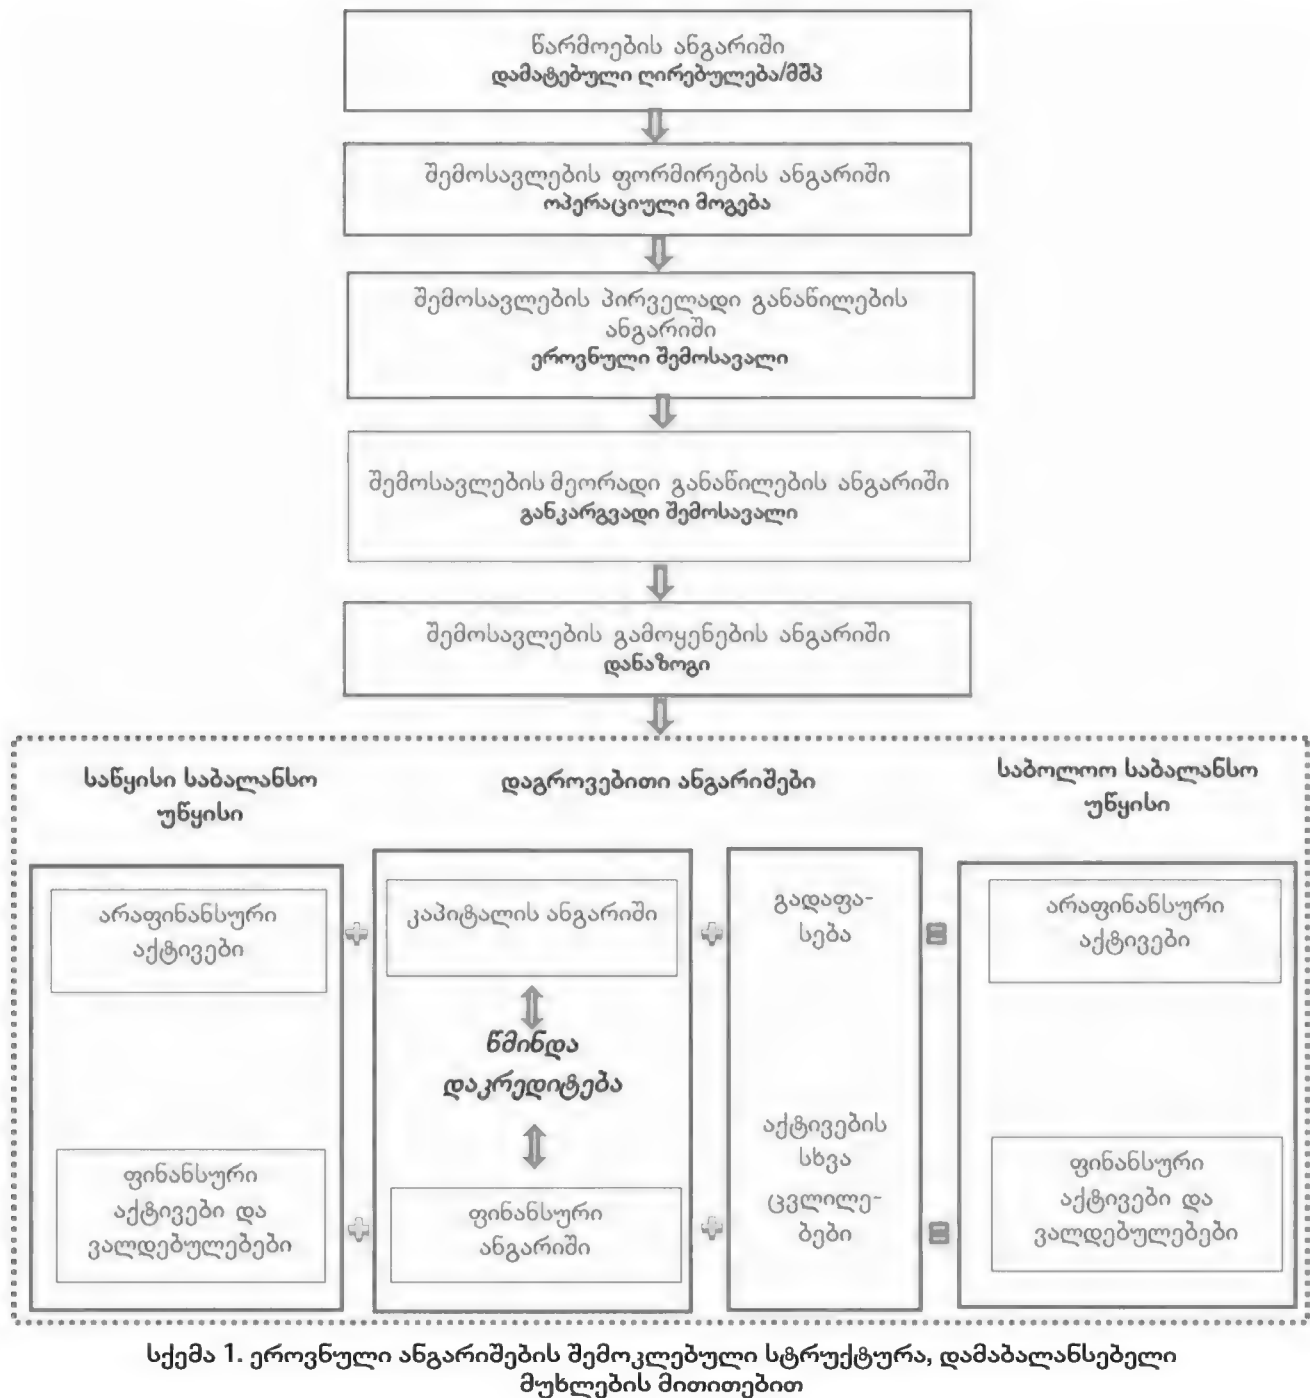 წარმოების ანგარიში
დამატებული ღირებულება/მშპ
შემოსავლების ფორმირების ანგარიში
ოპერაციული მოგება
შემოსავლების პირველადი განაწილების
ანგარიში
ეროვნული შემოსავალი
შემოსავლების მეორადი განაწილების ანგარიში
განკარგვადი შემოსავალი
შემოსავლების გამოყენების ანგარიში
დანაზოგი
საწყისი საბალანსო
უწყისი
დაგროვებითი ანგარიშები
საბოლოო საბალანსო
უწყისი
არაფინანსური
აქტივები
კაპიტალის ანგარიში
გადაფა-
სება
არაფინანსური
აქტივები
წმინდა
დაკრედიტება
ფინანსური
აქტივები და
ვალდებულებები
ფინანსური
ანგარიში
აქტივების
სხვა
ცვლილე-
ბები
ფინანსური
აქტივები და
ვალდებულებები
სქემა 1. ეროვნული ანგარიშების შემოკლებული სტრუქტურა, დამაბალანსებელი
მუხლების მითითებით